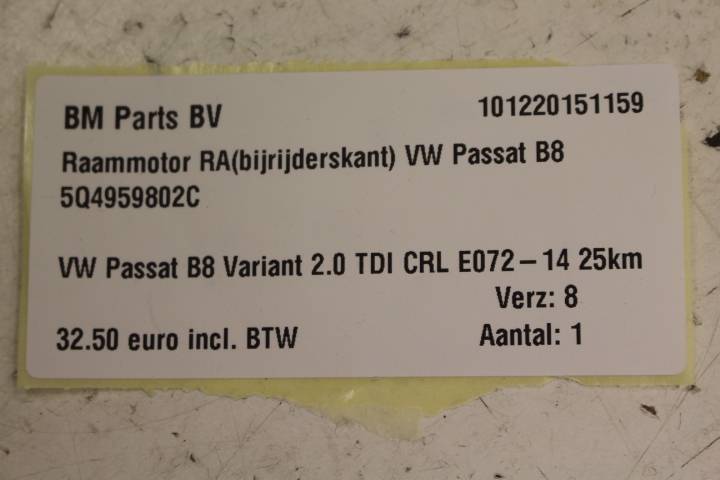 BM Parts BV 101220151159
Raammotor RA(bijrijderskant) VW Passat B8
5Q4959802C
VW Passat B8 Variant 2.0 TDI CRL E072-14 25km
Verz: 8
32.50 euro incl. BTW Aantal: 1